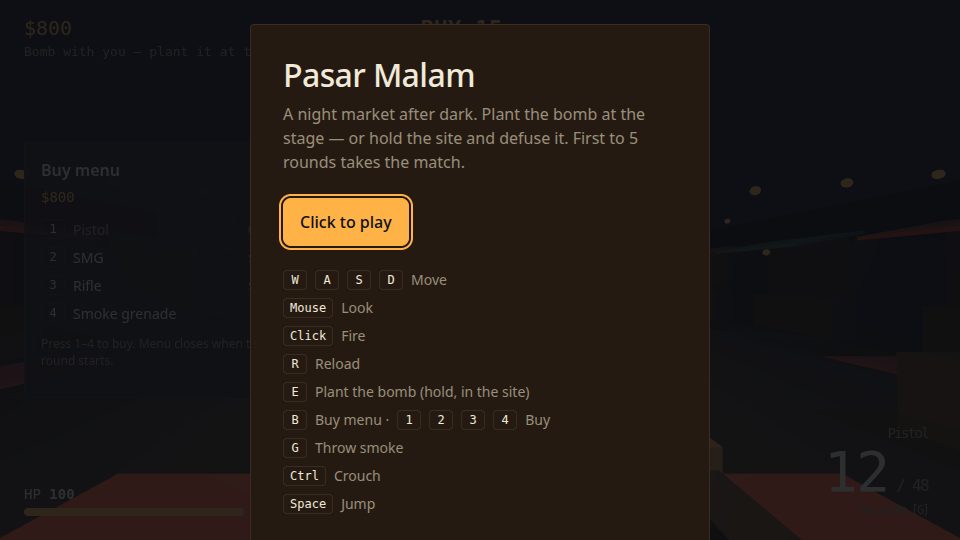 $800
Bomb with you — plant it at t
BUY 15
Pasar Malam
A night market after dark. Plant the bomb at the
stage — or hold the site and defuse it. First to 5
rounds takes the match.
Click to play
W A S D Move
Mouse Look
Click Fire
R Reload
E Plant the bomb (hold, in the site)
B Buy menu · 1 2 3 4 Buy
G Throw smoke
Ctrl Crouch
Space Jump
Buy menu
$800
1 Pistol
2 SMG
3 Rifle
4 Smoke grenade
Press 1–4 to buy. Menu closes when t
round starts.
HP 100
Pistol
12 / 48
[G]